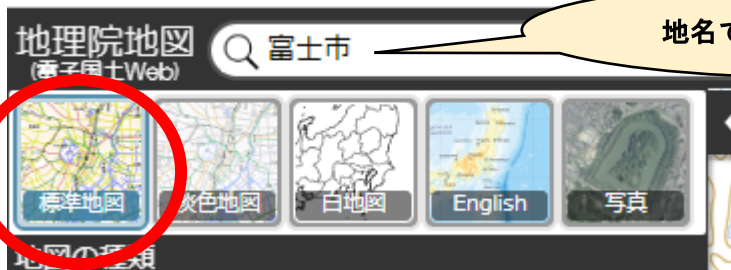 地理院地図
(電子国土Web)
富士市
地名で
標準地図
淡色地図
白地図
English
写真
地図の種類